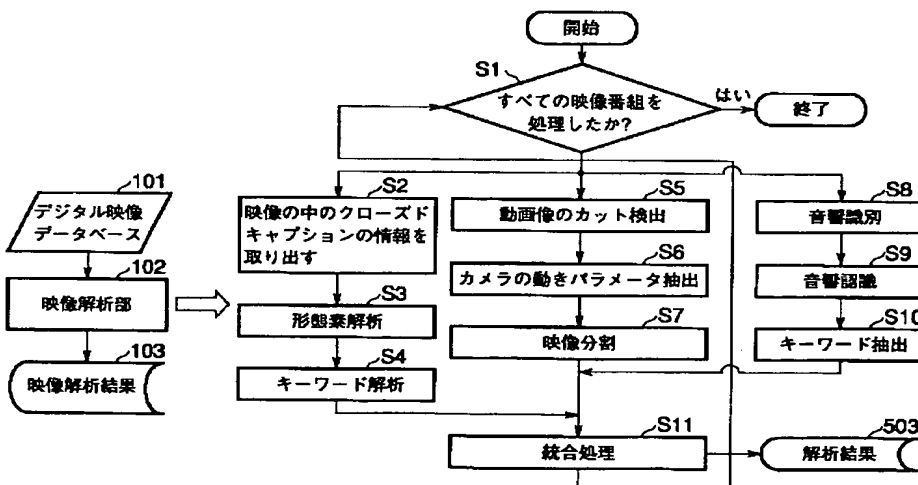 開始
S1
すべての映像番組を
処理したか?
はい
終了
101
デジタル映像
データベース
102
映像解析部
103
映像解析結果
S2
映像の中のクローズド
キャプションの情報を
取り出す
S3
形態素解析
S4
キーワード解析
S5
動画像のカット検出
S6
カメラの動きパラメータ抽出
S7
映像分割
S8
音響識別
S9
音響認識
S10
キーワード抽出
S11
統合処理
503
解析結果